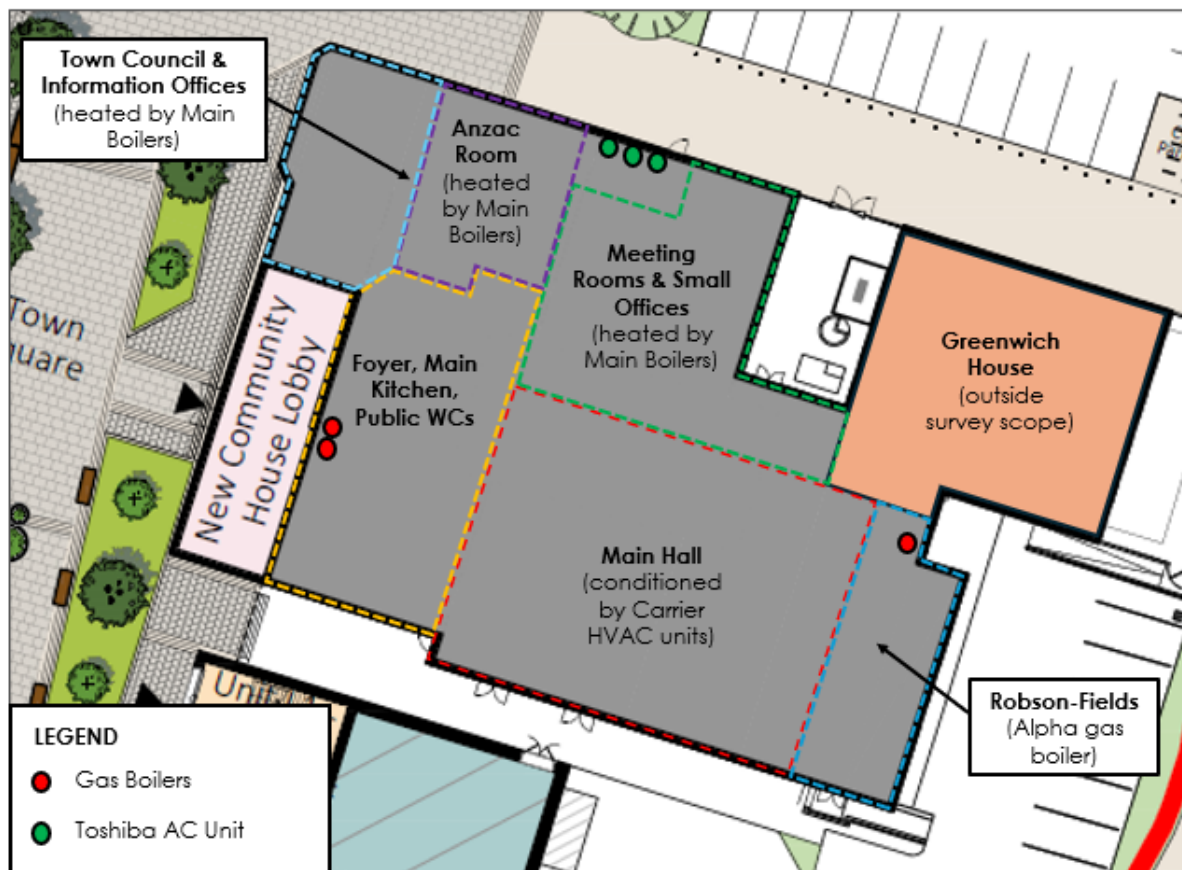 Town Council &
Information Offices
(heated by Main
Boilers)
Anzac
Room
(heated
by Main
Boilers)
Meeting
Rooms & Small
Offices
(heated by
Main Boilers)
Greenwich
House
(outside
survey scope)
Town
quare
New Community
House Lobby
Foyer, Main
Kitchen,
Public WCs
Main Hall
(conditioned
by Carrier
HVAC units)
Robson-Fields
(Alpha gas
boiler)
Unit
LEGEND
Gas Boilers
Toshiba AC Unit